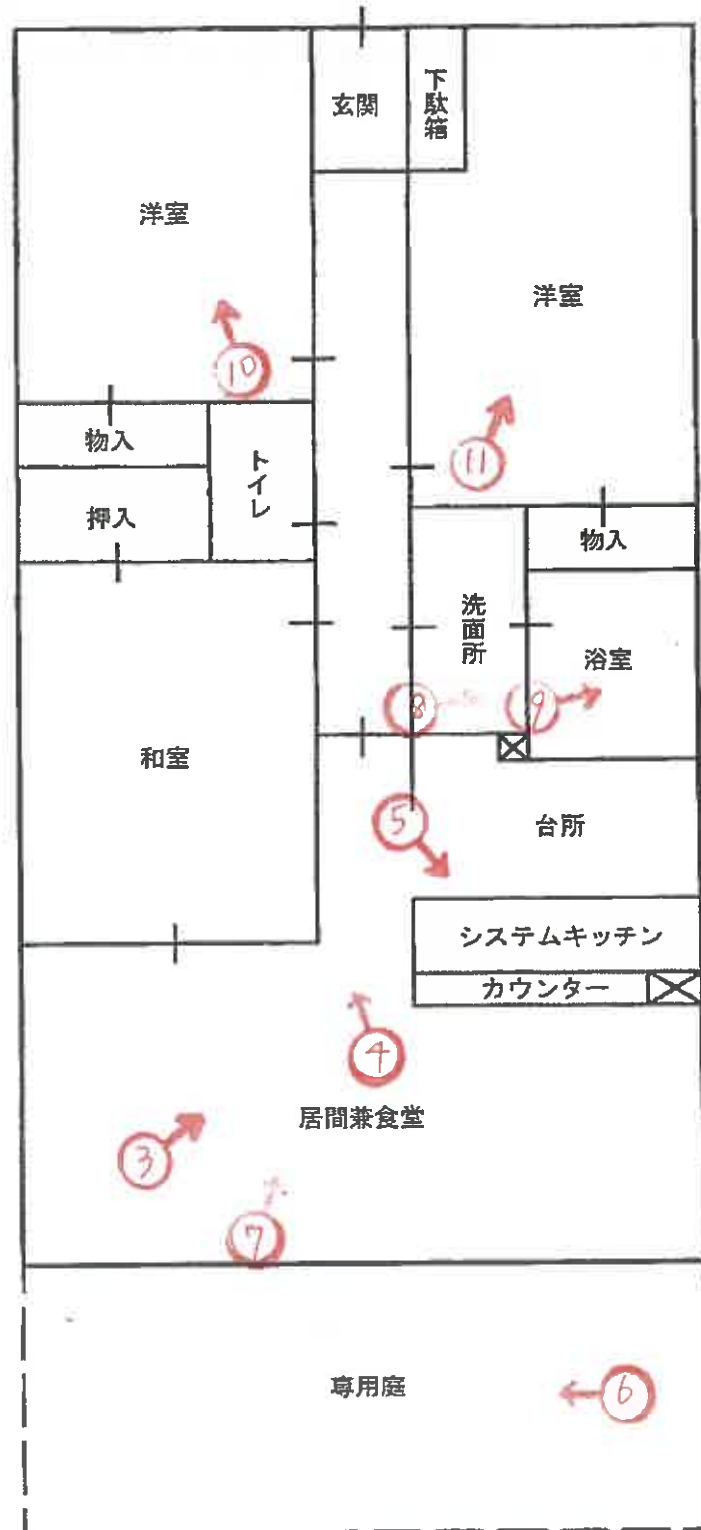 玄関
下駄箱
洋室
洋室
10
11
物入
トイレ
押入
物入
洗面所
浴室
8
9
和室
5
台所
システムキッチン
カウンター
4
居間兼食堂
3
7
専用庭
6